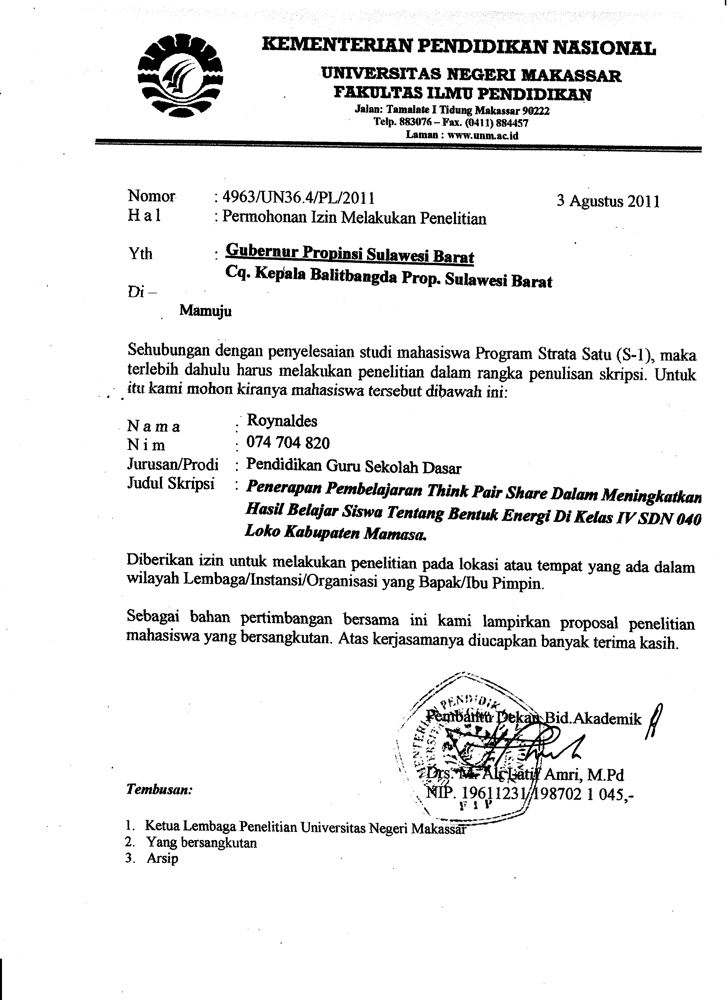 KEMENTERIAN PENDIDIKAN NASIONAL
UNIVERSITAS NEGERI MAKASSAR
FAKULTAS ILMU PENDIDIKAN
Jalan: Tamalate I Tidung Makassar 90222
Telp. 883076 – Fax. (0411) 884457
Laman : www.unm.ac.id
Nomor : 4963/UN36.4/PL/2011 3 Agustus 2011
H a l : Permohonan Izin Melakukan Penelitian
Yth : Gubernur Propinsi Sulawesi Barat
Cq. Kepala Balitbangda Prop. Sulawesi Barat
Di –
Mamuju
Sehubungan dengan penyelesaian studi mahasiswa Program Strata Satu (S-1), maka
terlebih dahulu harus melakukan penelitian dalam rangka penulisan skripsi. Untuk
itu kami mohon kiranya mahasiswa tersebut dibawah ini:
N a m a : Roynaldes
N i m : 074 704 820
Jurusan/Prodi : Pendidikan Guru Sekolah Dasar
Judul Skripsi : Penerapan Pembelajaran Think Pair Share Dalam Meningkatkan
Hasil Belajar Siswa Tentang Bentuk Energi Di Kelas IV SDN 040
Loko Kabupaten Mamasa.
Diberikan izin untuk melakukan penelitian pada lokasi atau tempat yang ada dalam
wilayah Lembaga/Instansi/Organisasi yang Bapak/Ibu Pimpin.
Sebagai bahan pertimbangan bersama ini kami lampirkan proposal penelitian
mahasiswa yang bersangkutan. Atas kerjasamanya diucapkan banyak terima kasih.
Pembantu Dekan Bid.Akademik
Drs. M. Ali Latif Amri, M.Pd
NIP. 19611231 198702 1 045,-
F I P
Tembusan:
1. Ketua Lembaga Penelitian Universitas Negeri Makassar
2. Yang bersangkutan
3. Arsip